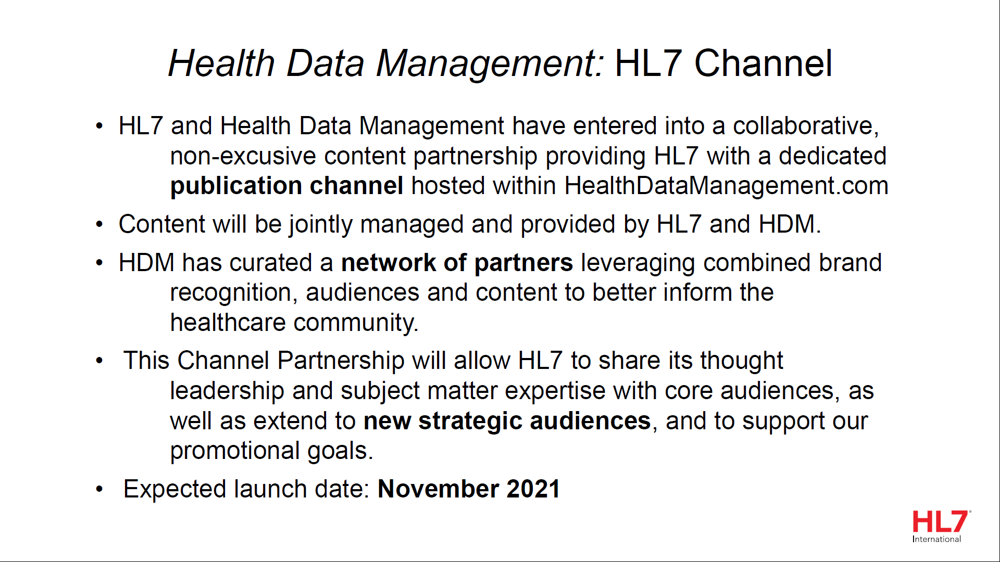 Health Data Management: HL7 Channel
• HL7 and Health Data Management have entered into a collaborative,
non-excusive content partnership providing HL7 with a dedicated
publication channel hosted within HealthDataManagement.com
• Content will be jointly managed and provided by HL7 and HDM.
• HDM has curated a network of partners leveraging combined brand
recognition, audiences and content to better inform the
healthcare community.
• This Channel Partnership will allow HL7 to share its thought
leadership and subject matter expertise with core audiences, as
well as extend to new strategic audiences, and to support our
promotional goals.
• Expected launch date: November 2021
HL7®
International